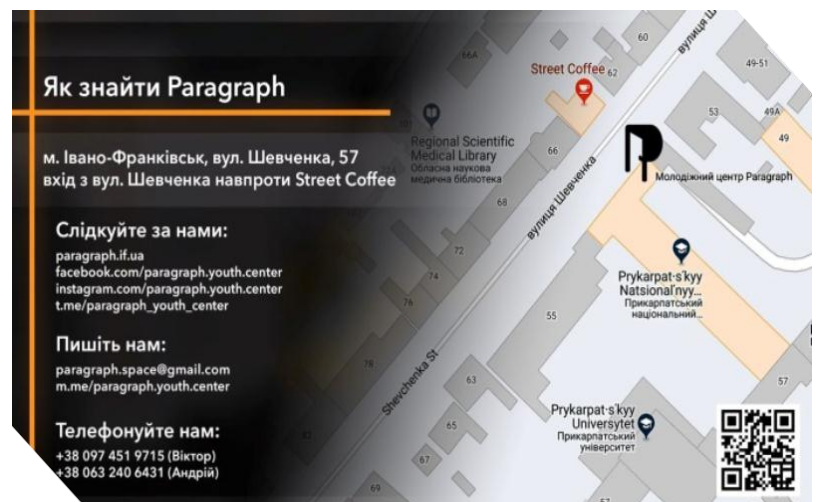 Як знайти Paragraph
м. Івано-Франківськ, вул. Шевченка, 57
вхід з вул. Шевченка навпроти Street Coffee
Слідкуйте за нами:
paragraph.if.ua
facebook.com/paragraph.youth.center
instagram.com/paragraph.youth.center
t.me/paragraph_youth_center
Пишіть нам:
paragraph.space@gmail.com
m.me/paragraph.youth.center
Телефонуйте нам:
+38 097 451 9715 (Віктор)
+38 063 240 6431 (Андрій)
60
вулиця Ш
66A
Street Coffee
62
49-51
53
49A
49
Regional Scientific
Medical Library
Обласна наукова
медична бібліотека
66
68
вулиця Шевченка
Молодіжний центр Paragraph
72
74
76
78
Prykarpat·s'kyy
Natsional'nyy...
Прикарпатський
національний...
55
57
Shevchenka St
63
65
67
69
Prykarpat·s'kyy
Universytet
Прикарпатський
університет
57